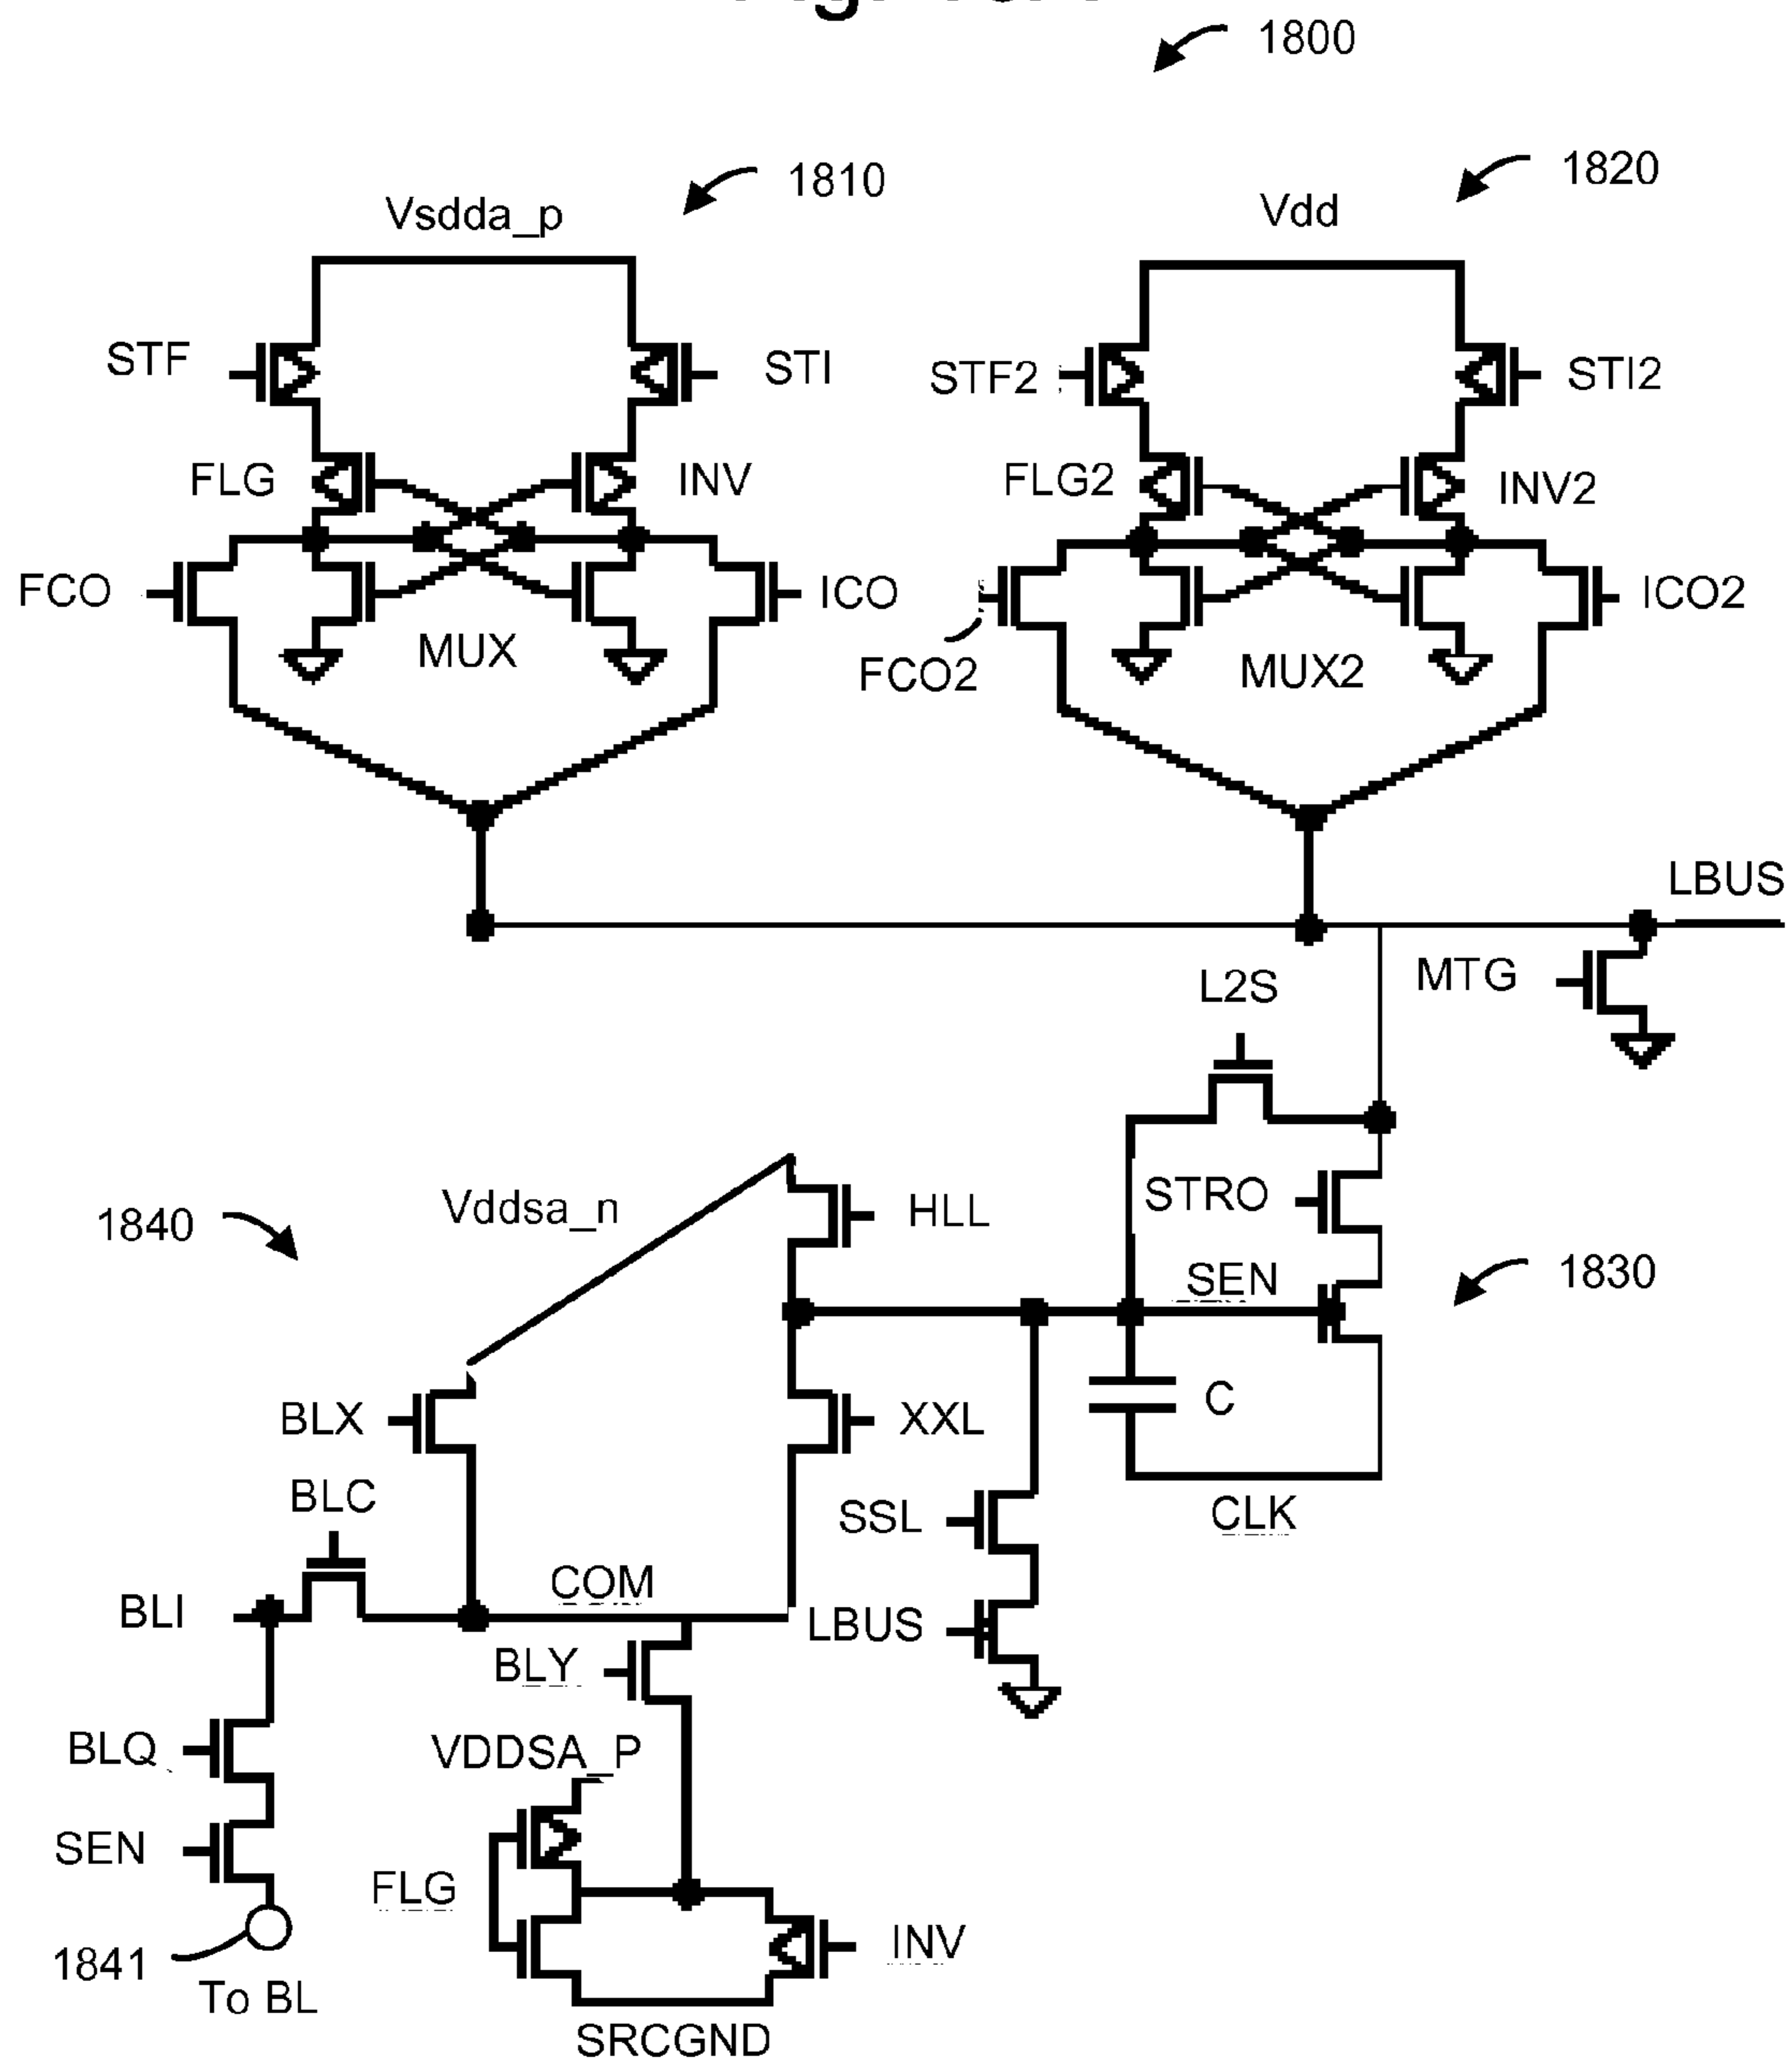 1800
1810
1820
Vsdda_p
Vdd
STF
STI
STF2
STI2
FLG
INV
FLG2
INV2
FCO
ICO
ICO2
MUX
FCO2
MUX2
LBUS
L2S
MTG
1840
Vddsa_n
HLL
STRO
SEN
1830
BLX
XXL
C
BLC
SSL
CLK
COM
BLI
LBUS
BLY
BLQ
VDDSA_P
SEN
FLG
INV
1841
To BL
SRCGND